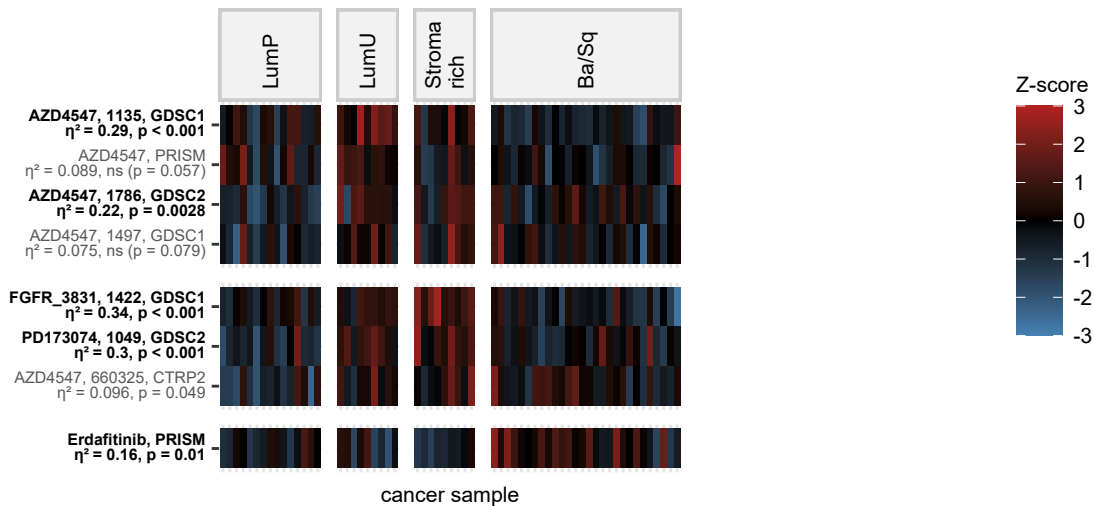 LumP
LumU
Stroma
rich
Ba/Sq
AZD4547, 1135, GDSC1
η² = 0.29, p < 0.001
AZD4547, PRISM
η² = 0.089, ns (p = 0.057)
AZD4547, 1786, GDSC2
η² = 0.22, p = 0.0028
AZD4547, 1497, GDSC1
η² = 0.075, ns (p = 0.079)
FGFR_3831, 1422, GDSC1
η² = 0.34, p < 0.001
PD173074, 1049, GDSC2
η² = 0.3, p < 0.001
AZD4547, 660325, CTRP2
η² = 0.096, p = 0.049
Erdafitinib, PRISM
η² = 0.16, p = 0.01
cancer sample
Z-score
3
2
1
0
-1
-2
-3